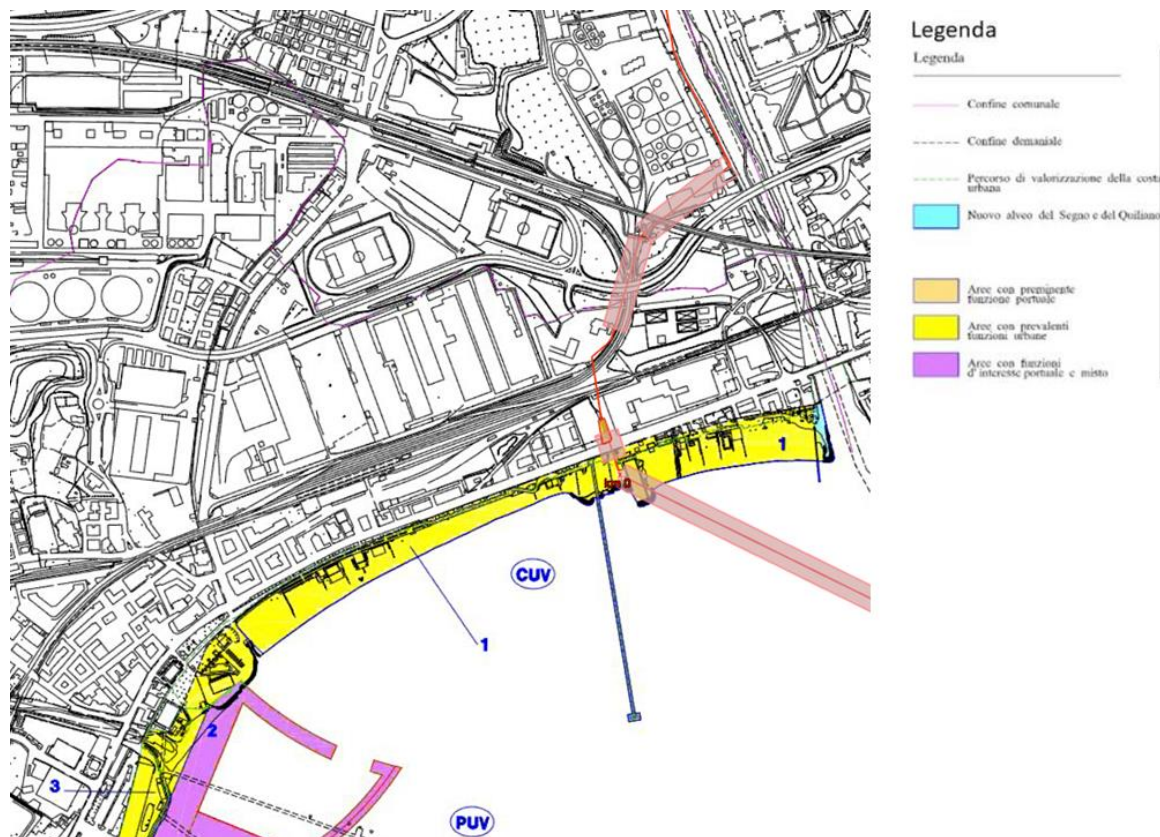 Legenda
Legenda
Confine comunale
Confine demaniale
Percorso di valorizzazione della costa
urbana
Nuovo alveo del Segno e del Quiliano
Aree con preminente
funzione portuale
Aree con prevalenti
funzioni urbane
Aree con funzioni
d'interesse portuale e misto
1
km 0
CUV
1
2
3
PUV